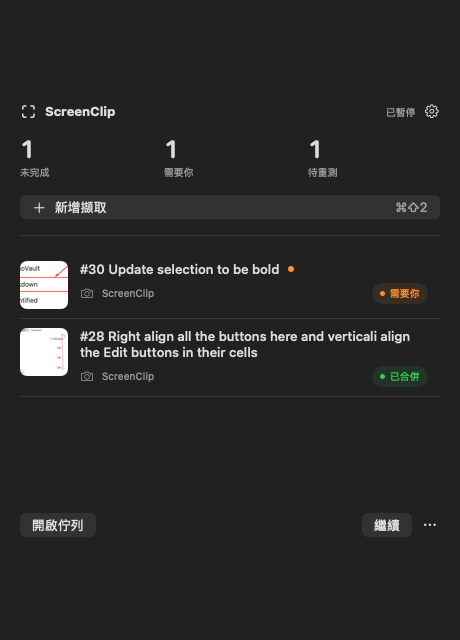 ScreenClip
已暫停
1
1
1
未完成
需要你
待重測
新增擷取
⌘⇧2
#30 Update selection to be bold
ScreenClip
需要你
#28 Right align all the buttons here and verticali align
the Edit buttons in their cells
ScreenClip
已合併
oVault
down
ntified
開啟佇列
繼續